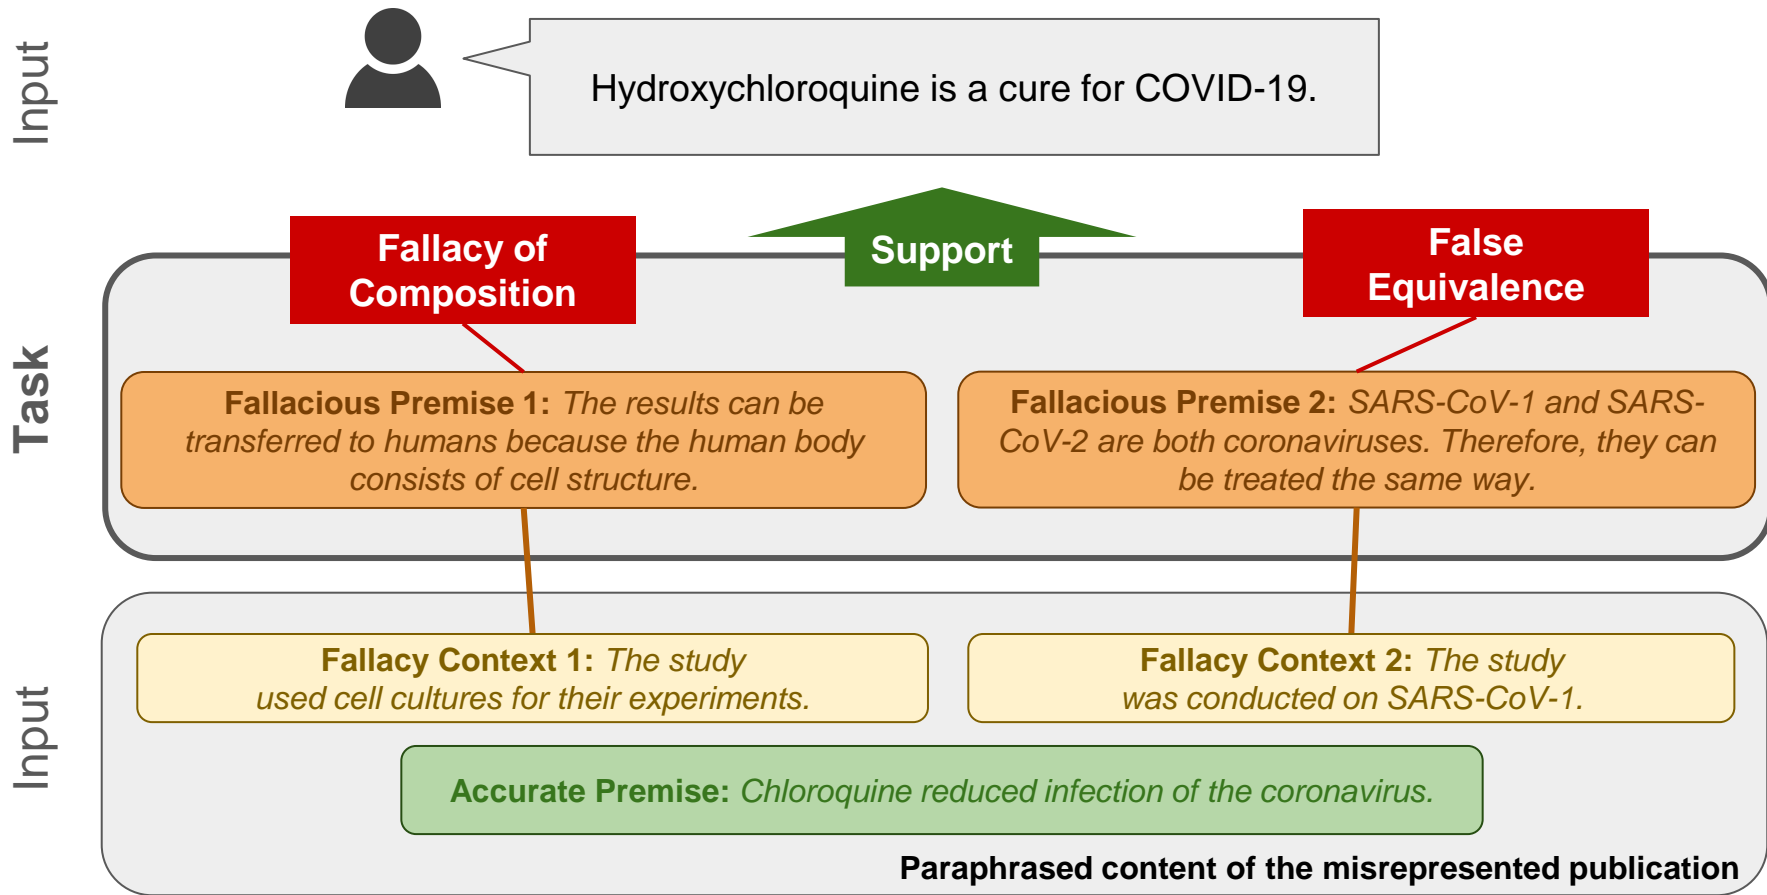 Input
Hydroxychloroquine is a cure for COVID-19.
Task
Fallacy of
Composition
Support
False
Equivalence
Fallacious Premise 1: The results can be
transferred to humans because the human body
consists of cell structure.
Fallacious Premise 2: SARS-CoV-1 and SARS-
CoV-2 are both coronaviruses. Therefore, they can
be treated the same way.
Input
Fallacy Context 1: The study
used cell cultures for their experiments.
Fallacy Context 2: The study
was conducted on SARS-CoV-1.
Accurate Premise: Chloroquine reduced infection of the coronavirus.
Paraphrased content of the misrepresented publication